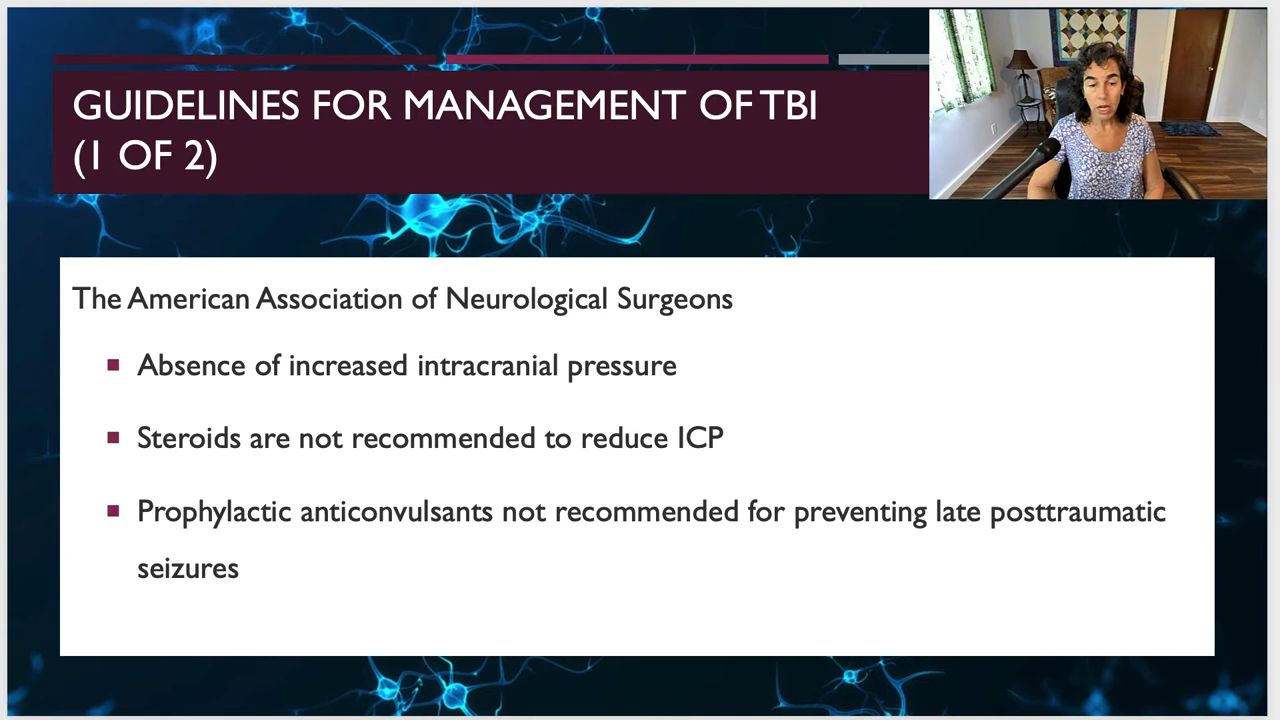 GUIDELINES FOR MANAGEMENT OF TBI
(1 OF 2)
The American Association of Neurological Surgeons
■ Absence of increased intracranial pressure
■ Steroids are not recommended to reduce ICP
■ Prophylactic anticonvulsants not recommended for preventing late posttraumatic
seizures